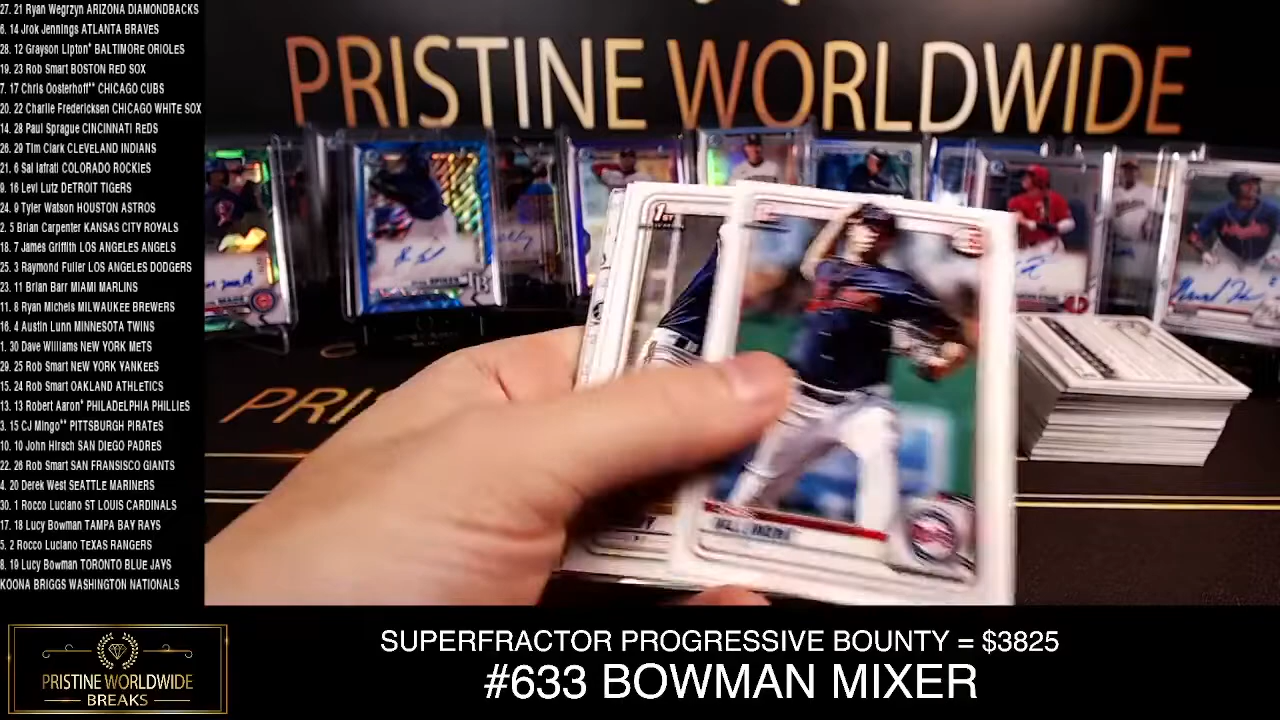 27. 21 Ryan Wegrzyn ARIZONA DIAMONDBACKS
6. 14 Jrok Jennings ATLANTA BRAVES
28. 12 Grayson Lipton* BALTIMORE ORIOLES
19. 23 Rob Smart BOSTON RED SOX
7. 17 Chris Oosterhoff** CHICAGO CUBS
20. 22 Charlie Fredericksen CHICAGO WHITE SOX
14. 28 Paul Sprague CINCINNATI REDS
26. 29 Tim Clark CLEVELAND INDIANS
21. 6 Sal Iafrati COLORADO ROCKIES
9. 16 Levi Lutz DETROIT TIGERS
24. 9 Tyler Watson HOUSTON ASTROS
2. 5 Brian Carpenter KANSAS CITY ROYALS
18. 7 James Griffith LOS ANGELES ANGELS
25. 3 Raymond Fuller LOS ANGELES DODGERS
23. 11 Brian Barr MIAMI MARLINS
11. 8 Ryan Michels MILWAUKEE BREWERS
16. 4 Austin Lunn MINNESOTA TWINS
1. 30 Dave Williams NEW YORK METS
29. 25 Rob Smart NEW YORK YANKEES
15. 24 Rob Smart OAKLAND ATHLETICS
13. 13 Robert Aaron* PHILADELPHIA PHILLIES
3. 15 CJ Mingo** PITTSBURGH PIRATES
10. 10 John Hirsch SAN DIEGO PADRES
22. 26 Rob Smart SAN FRANSISCO GIANTS
4. 20 Derek West SEATTLE MARINERS
30. 1 Rocco Luciano ST LOUIS CARDINALS
17. 18 Lucy Bowman TAMPA BAY RAYS
5. 2 Rocco Luciano TEXAS RANGERS
8. 19 Lucy Bowman TORONTO BLUE JAYS
KOONA BRIGGS WASHINGTON NATIONALS
PRISTINE WORLDWIDE
1ST
PRI
PRISTINE WORLDWIDE
BREAKS
SUPERFRACTOR PROGRESSIVE BOUNTY = $3825
#633 BOWMAN MIXER